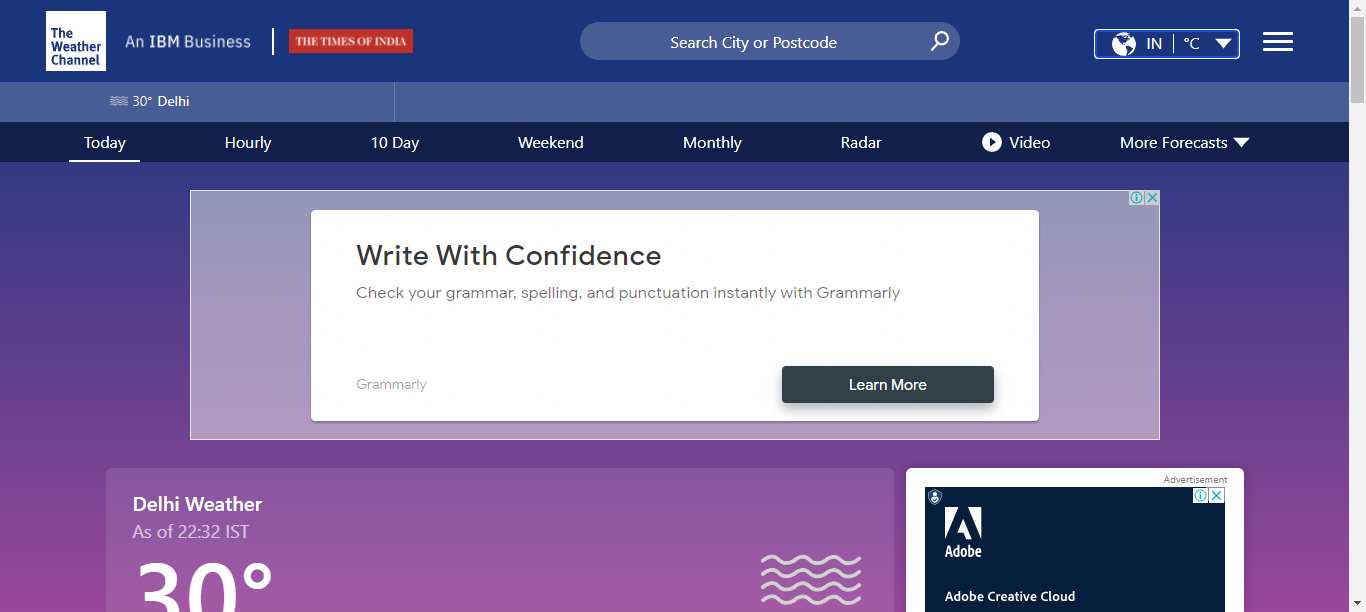 The
Weather
Channel
An IBM Business
THE TIMES OF INDIA
Search City or Postcode
IN
°C
30° Delhi
Today
Hourly
10 Day
Weekend
Monthly
Radar
Video
More Forecasts
Write With Confidence
Check your grammar, spelling, and punctuation instantly with Grammarly
Grammarly
Learn More
Delhi Weather
As of 22:32 IST
30°
Advertisement
Adobe
Adobe Creative Cloud